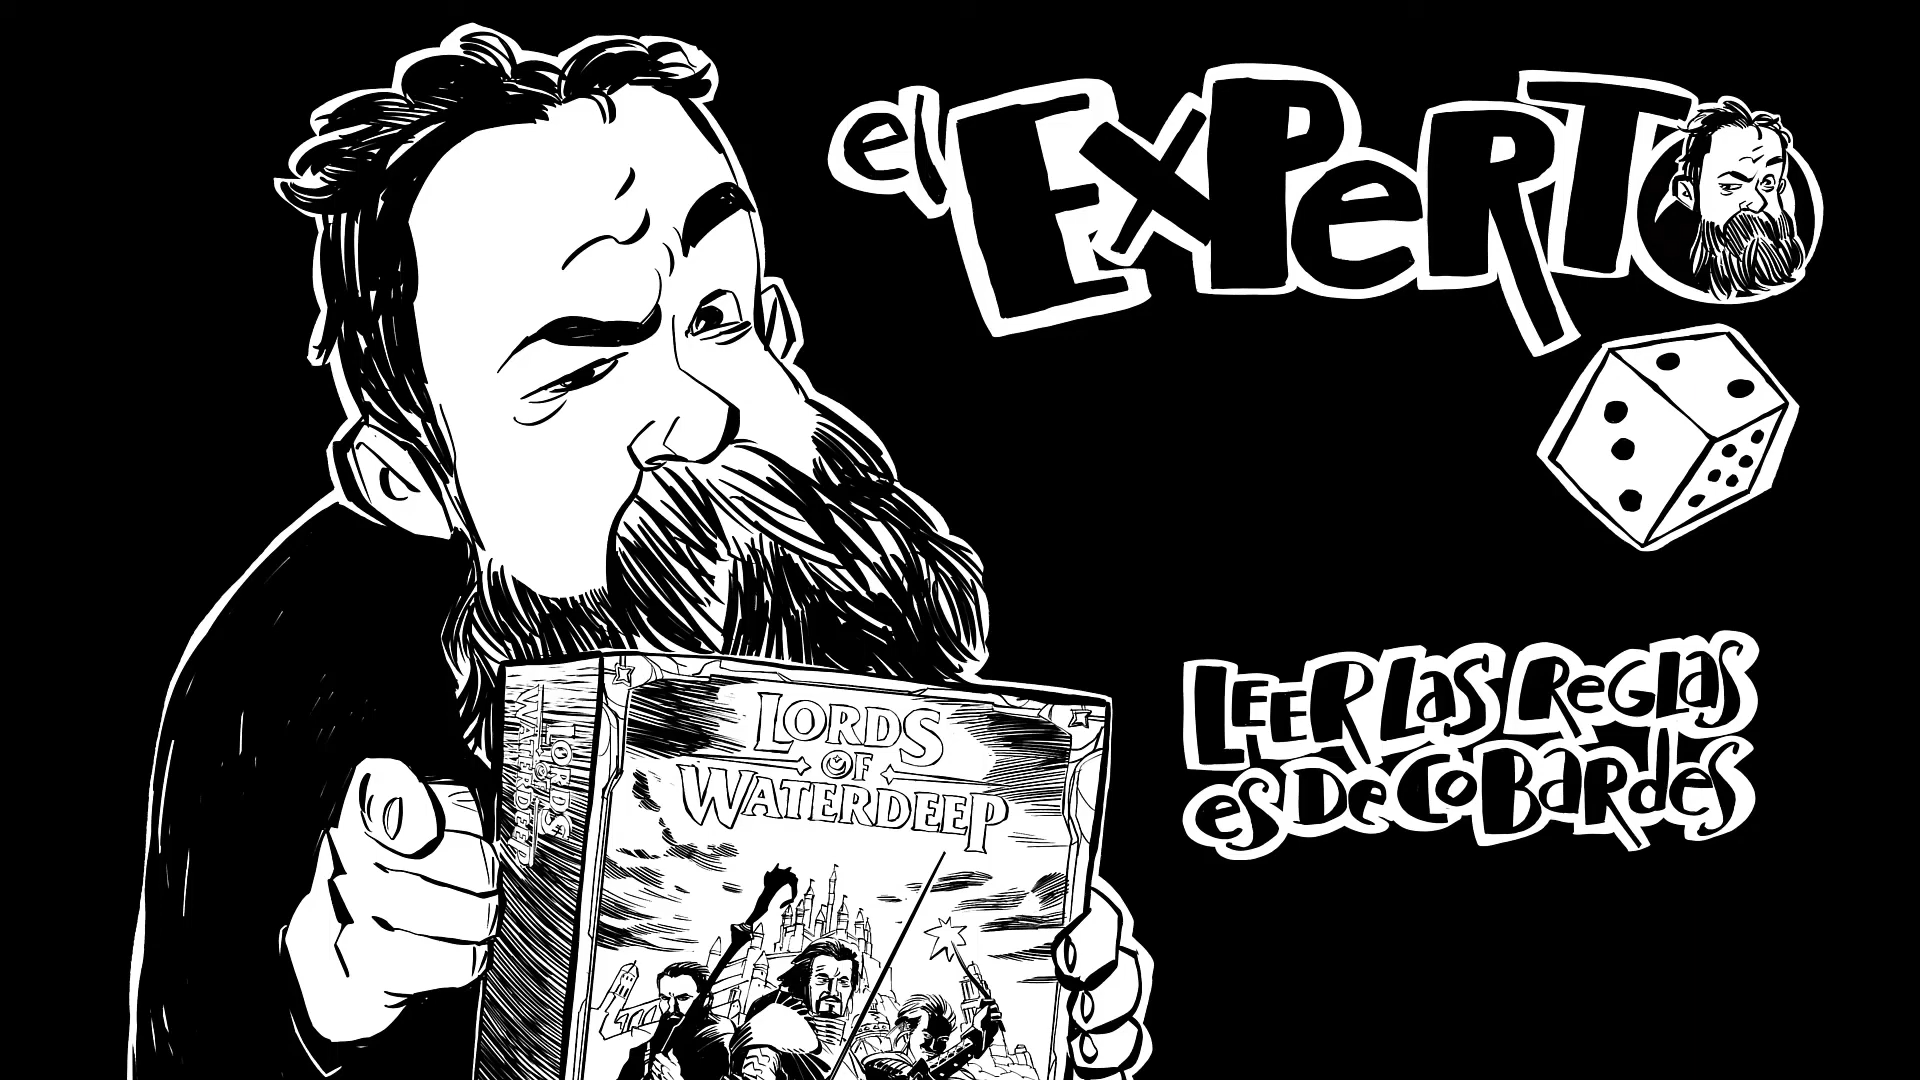 el EXPERTO
LEER LAS REGLAS
es DE COBARDES
LORDS
OF
WATERDEEP
LORDS
OF
WATERDEEP